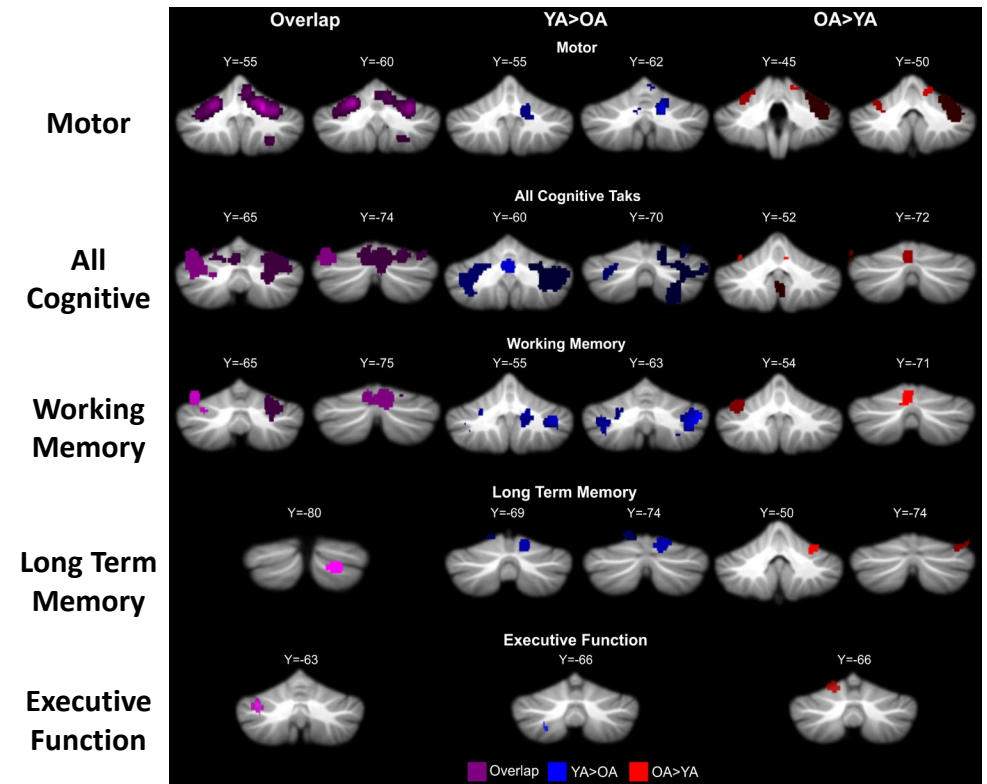 Overlap YA>OA OA>YA
Motor
Y=-55 Y=-60 Y=-55 Y=-62 Y=-45 Y=-50
Motor
All Cognitive Taks
Y=-65 Y=-74 Y=-60 Y=-70 Y=-52 Y=-72
All
Cognitive
Working Memory
Y=-65 Y=-75 Y=-55 Y=-63 Y=-54 Y=-71
Working
Memory
Long Term Memory
Y=-80 Y=-69 Y=-74 Y=-50 Y=-74
Long Term
Memory
Executive Function
Y=-63 Y=-66 Y=-66
Executive
Function
Overlap YA>OA OA>YA